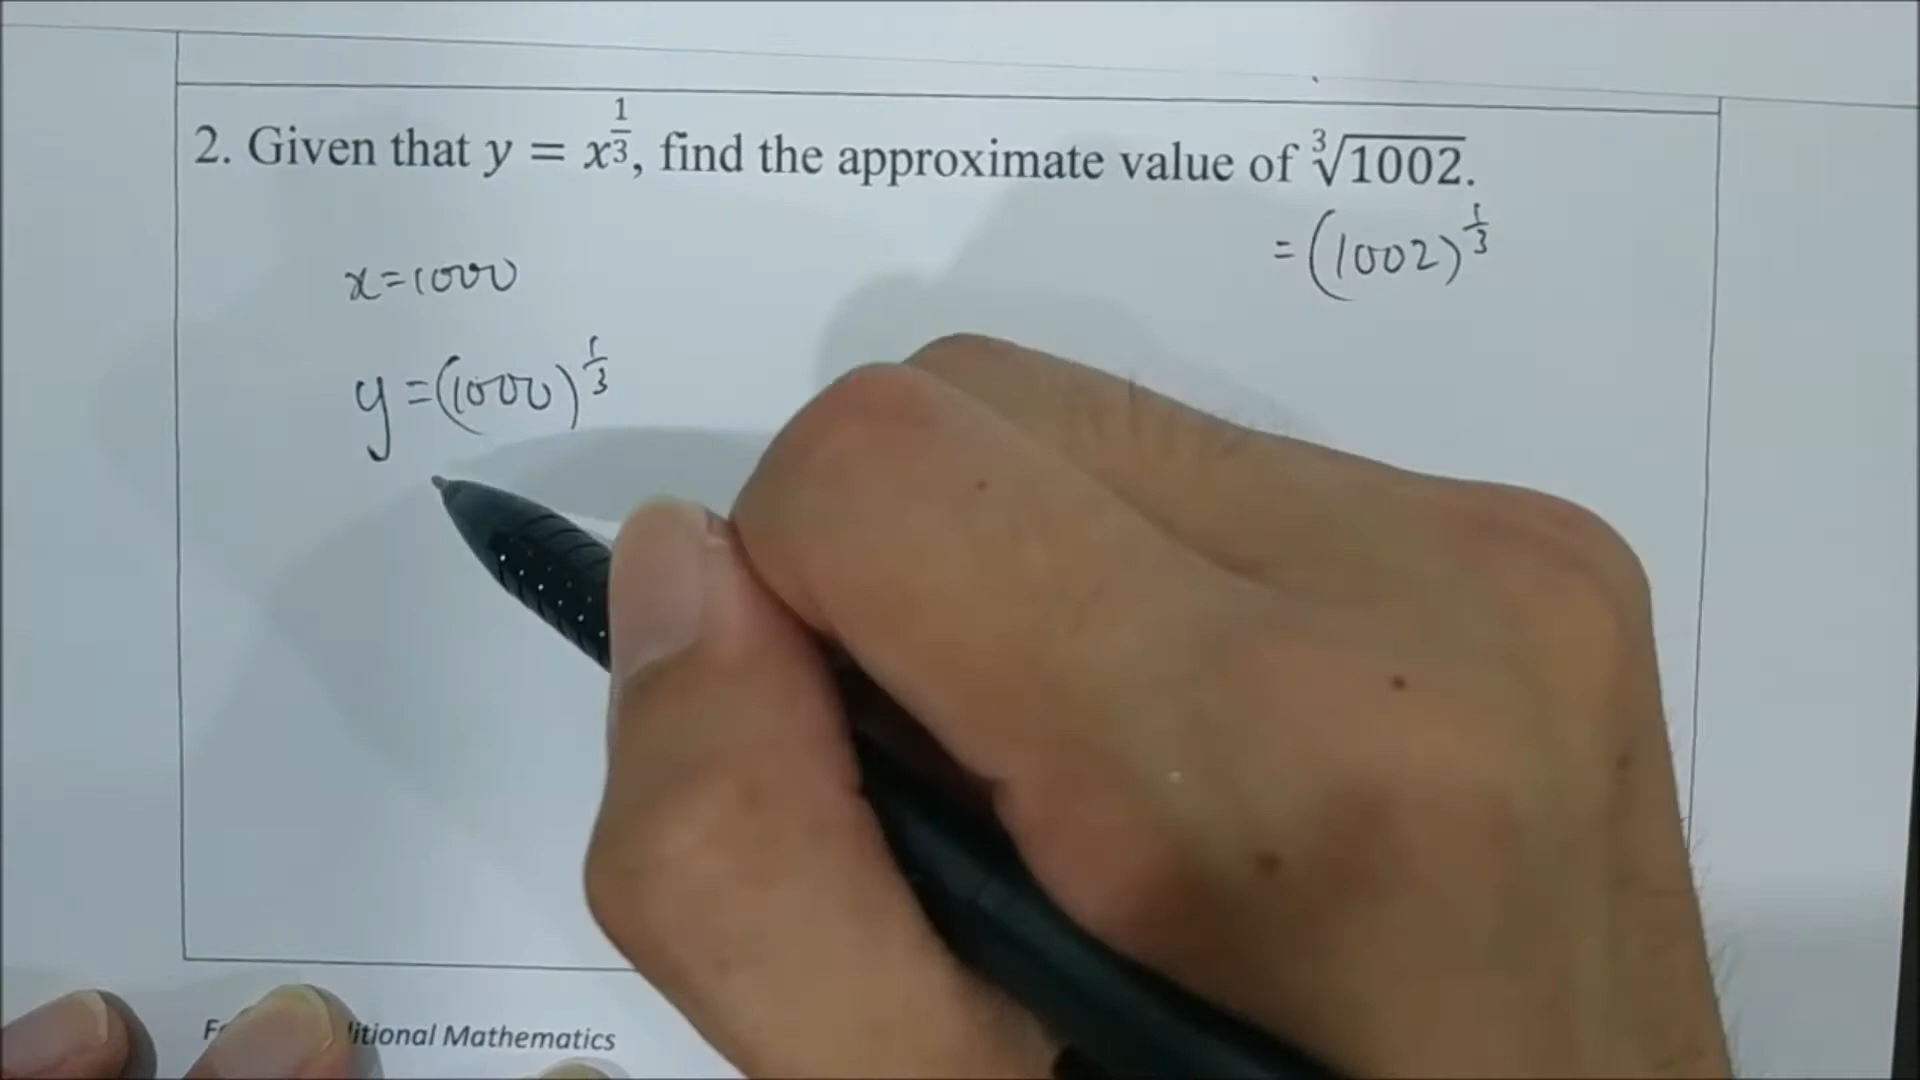 2. Given that y = x^{1/3}, find the approximate value of ∛1002.
= (1002)^{1/3}
x = 1000
y = (1000)^{1/3}
Mathematics